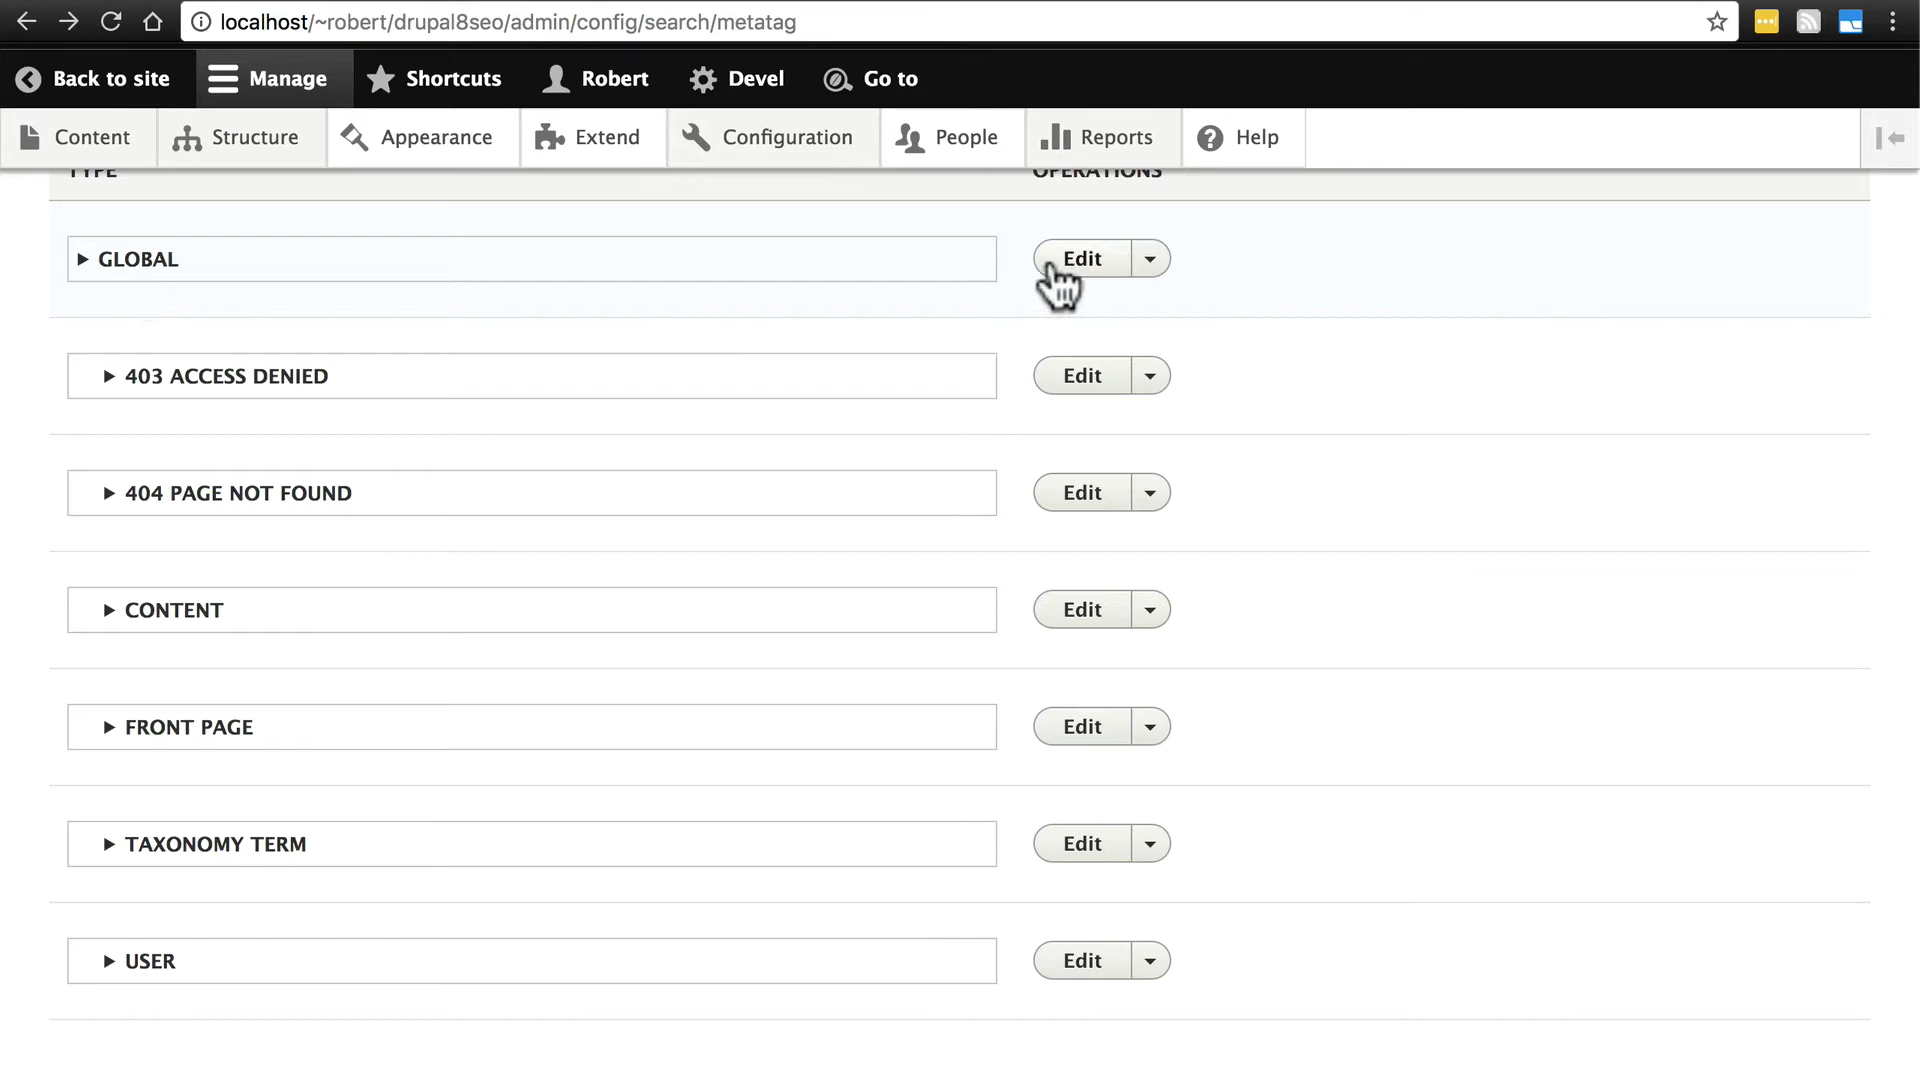 localhost/~robert/drupal8seo/admin/config/search/metatag
Back to site Manage Shortcuts Robert Devel Go to
Content Structure Appearance Extend Configuration People Reports Help
TYPE OPERATIONS
GLOBAL Edit
403 ACCESS DENIED Edit
404 PAGE NOT FOUND Edit
CONTENT Edit
FRONT PAGE Edit
TAXONOMY TERM Edit
USER Edit